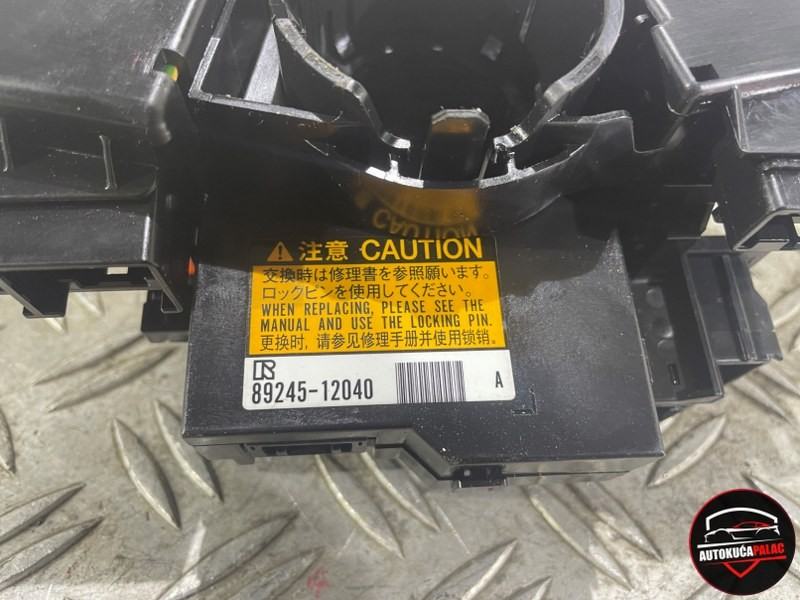 ⚠ 注意 CAUTION
交換時は修理書を参照願います。
ロックピンを使用してください。
WHEN REPLACING, PLEASE SEE THE
MANUAL AND USE THE LOCKING PIN.
更换时, 请参见修理手册并使用锁销。
89245-12040 A
CAUTION
AUTOKUĆAPALAC